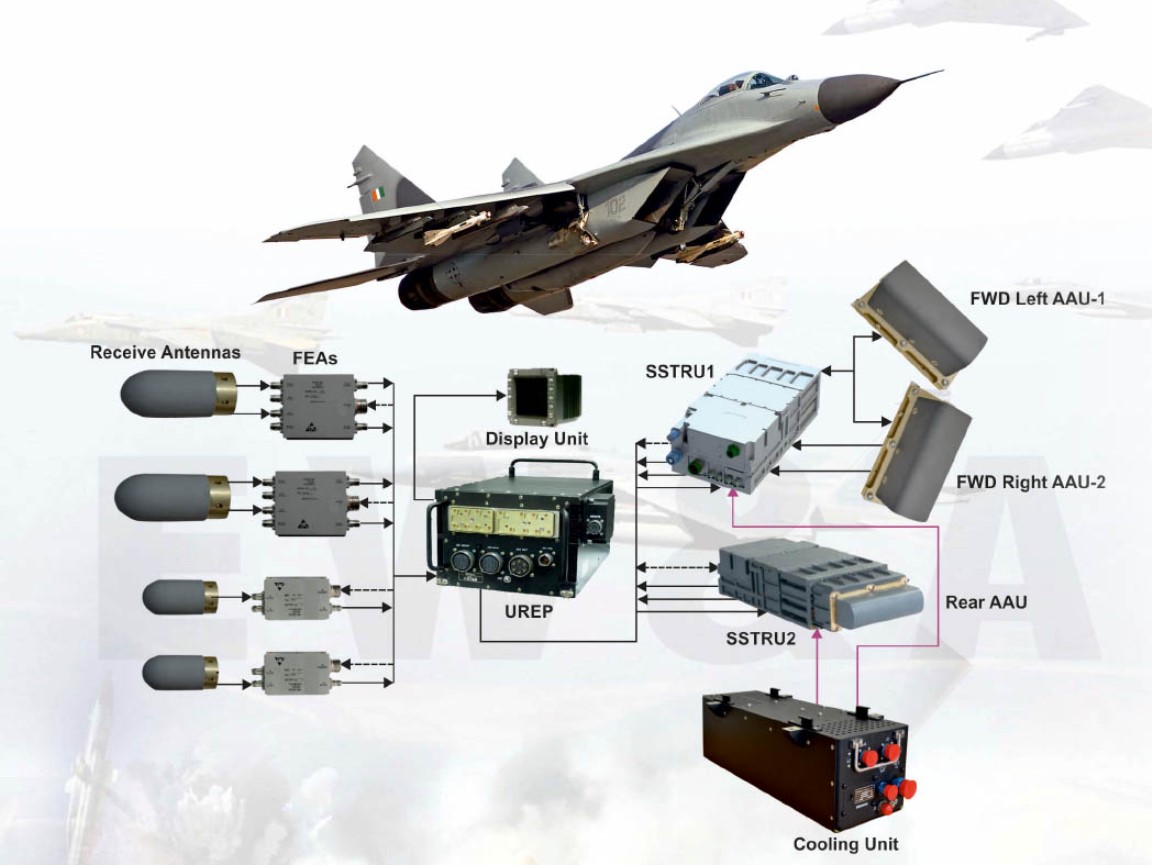 102
FWD Left AAU-1
Receive Antennas
FEAs
SSTRU1
Display Unit
FWD Right AAU-2
EW & A
UREP
Rear AAU
SSTRU2
Cooling Unit